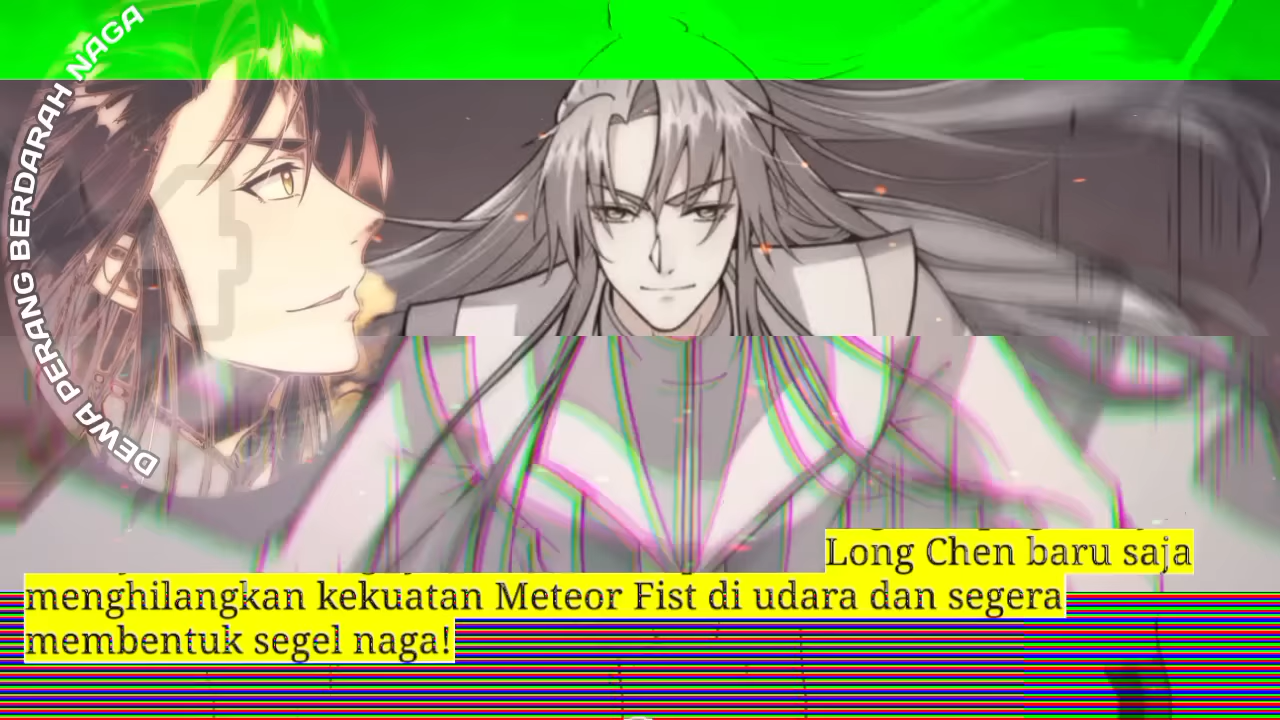 DEWA PERANG BERDARAH NAGA
Long Chen baru saja
menghilangkan kekuatan Meteor Fist di udara dan segera
membentuk segel naga!